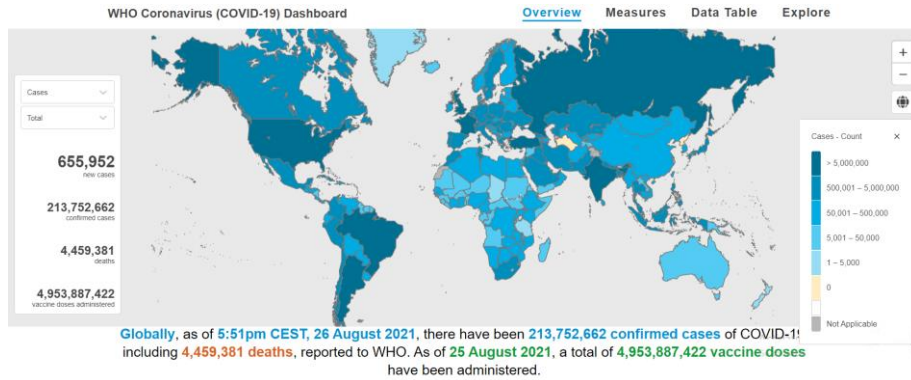 WHO Coronavirus (COVID-19) Dashboard
Overview Measures Data Table Explore
Cases
Total
655,952
new cases
213,752,662
confirmed cases
4,459,381
deaths
4,953,887,422
vaccine doses administered
+
−
Cases - Count ×
> 5,000,000
500,001 – 5,000,000
50,001 – 500,000
5,001 – 50,000
1 – 5,000
0
Not Applicable
Globally, as of 5:51pm CEST, 26 August 2021, there have been 213,752,662 confirmed cases of COVID-19
including 4,459,381 deaths, reported to WHO. As of 25 August 2021, a total of 4,953,887,422 vaccine doses
have been administered.